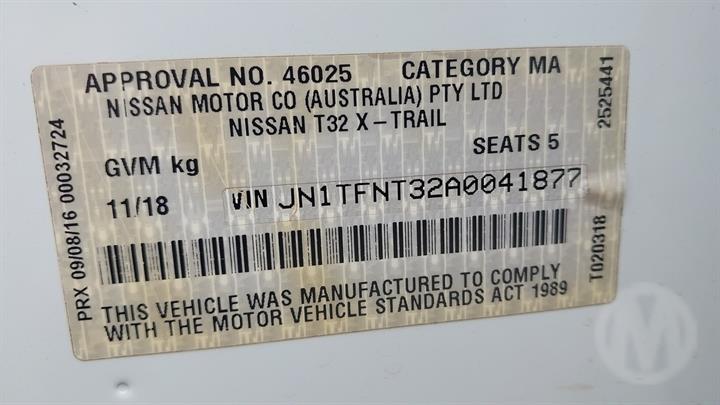 APPROVAL NO. 46025 CATEGORY MA
NISSAN MOTOR CO (AUSTRALIA) PTY LTD
NISSAN T32 X-TRAIL
GVM kg SEATS 5
11/18 VIN JN1TFNT32A0041877
THIS VEHICLE WAS MANUFACTURED TO COMPLY
WITH THE MOTOR VEHICLE STANDARDS ACT 1989
PRX 09/08/16 00032724
T020318 2525441
M